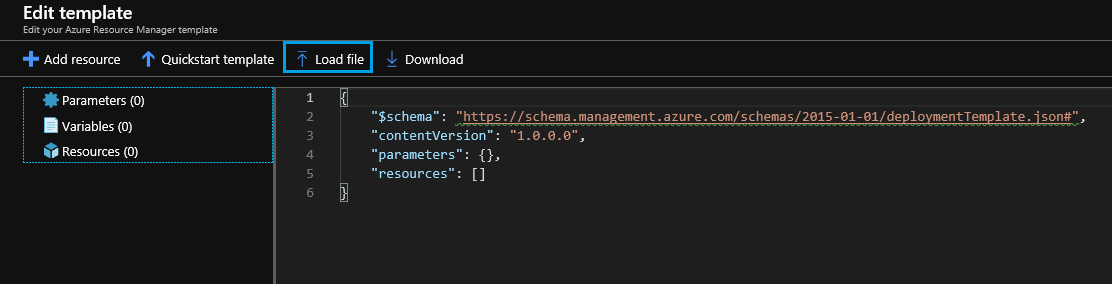 Edit template
Edit your Azure Resource Manager template
Add resource Quickstart template Load file Download
Parameters (0)
Variables (0)
Resources (0)
1 {
2 "$schema": "https://schema.management.azure.com/schemas/2015-01-01/deploymentTemplate.json#",
3 "contentVersion": "1.0.0.0",
4 "parameters": {},
5 "resources": []
6 }